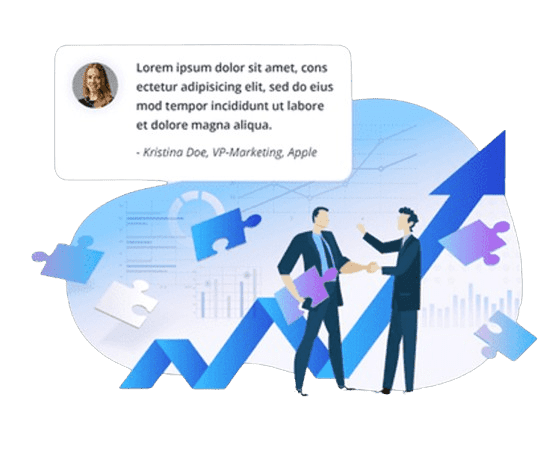 Lorem ipsum dolor sit amet, cons
ectetur adipisicing elit, sed do eius
mod tempor incididunt ut labore
et dolore magna aliqua.
- Kristina Doe, VP-Marketing, Apple